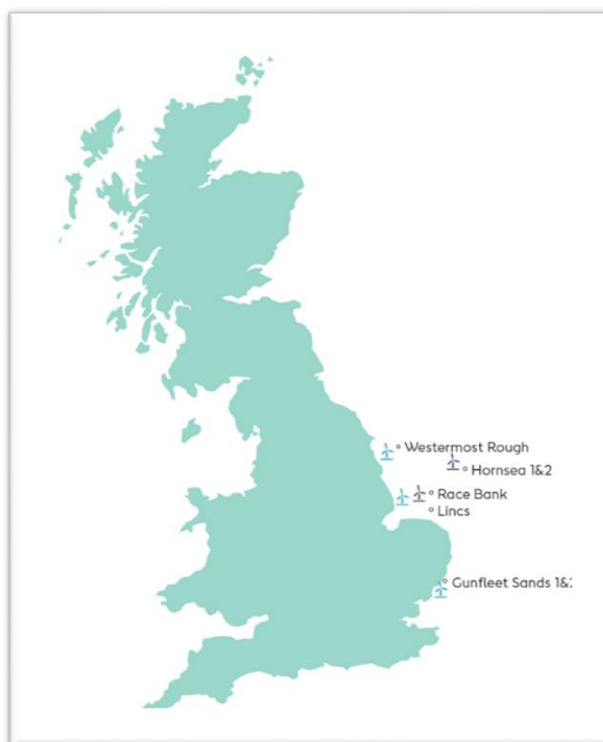 Westermost Rough
Hornsea 1&2
Race Bank
Lincs
Gunfleet Sands 1&